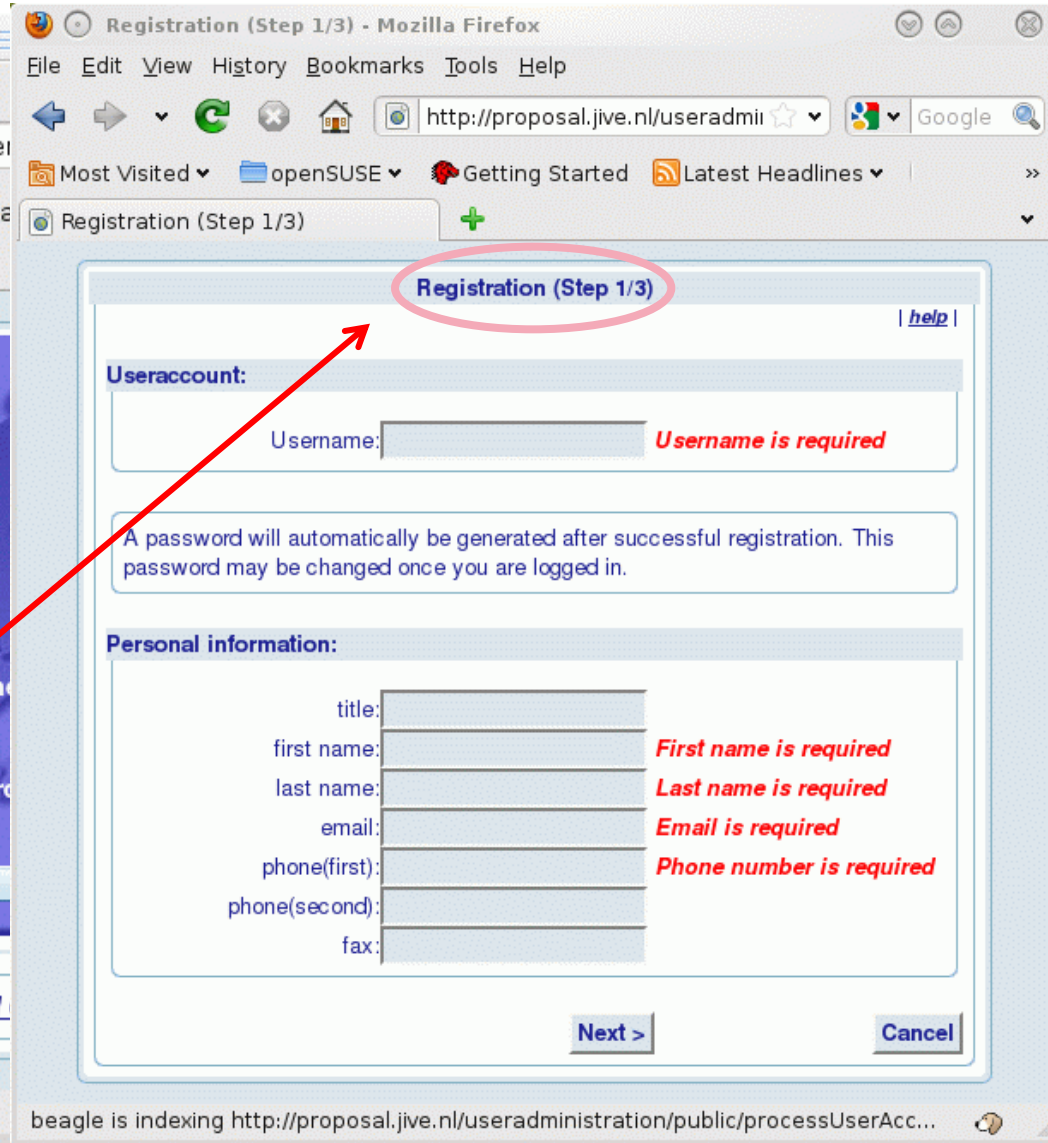 Registration (Step 1/3) - Mozilla Firefox
File Edit View History Bookmarks Tools Help
http://proposal.jive.nl/useradmi Google
Most Visited openSUSE Getting Started Latest Headlines »
Registration (Step 1/3)
Registration (Step 1/3)
| help |
Useraccount:
Username: Username is required
A password will automatically be generated after successful registration. This
password may be changed once you are logged in.
Personal information:
title:
first name: First name is required
last name: Last name is required
email: Email is required
phone(first): Phone number is required
phone(second):
fax:
Next > Cancel
beagle is indexing http://proposal.jive.nl/useradministration/public/processUserAcc...